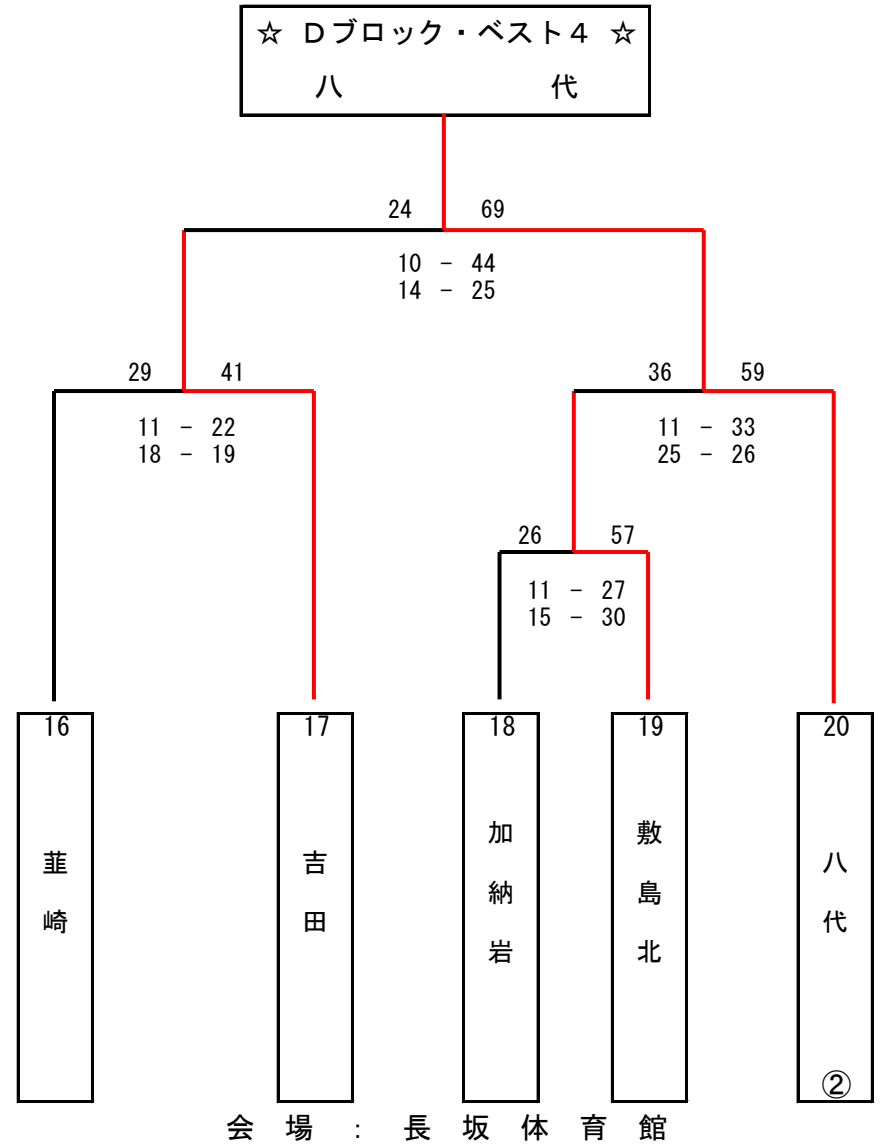 ☆ Dブロック・ベスト4 ☆
八 代
24 69
10 - 44
14 - 25
29 41
36 59
11 - 22
18 - 19
11 - 33
25 - 26
26 57
11 - 27
15 - 30
16
韮崎
17
吉田
18
加納岩
19
敷島北
20
八代
②
会 場 : 長 坂 体 育 館